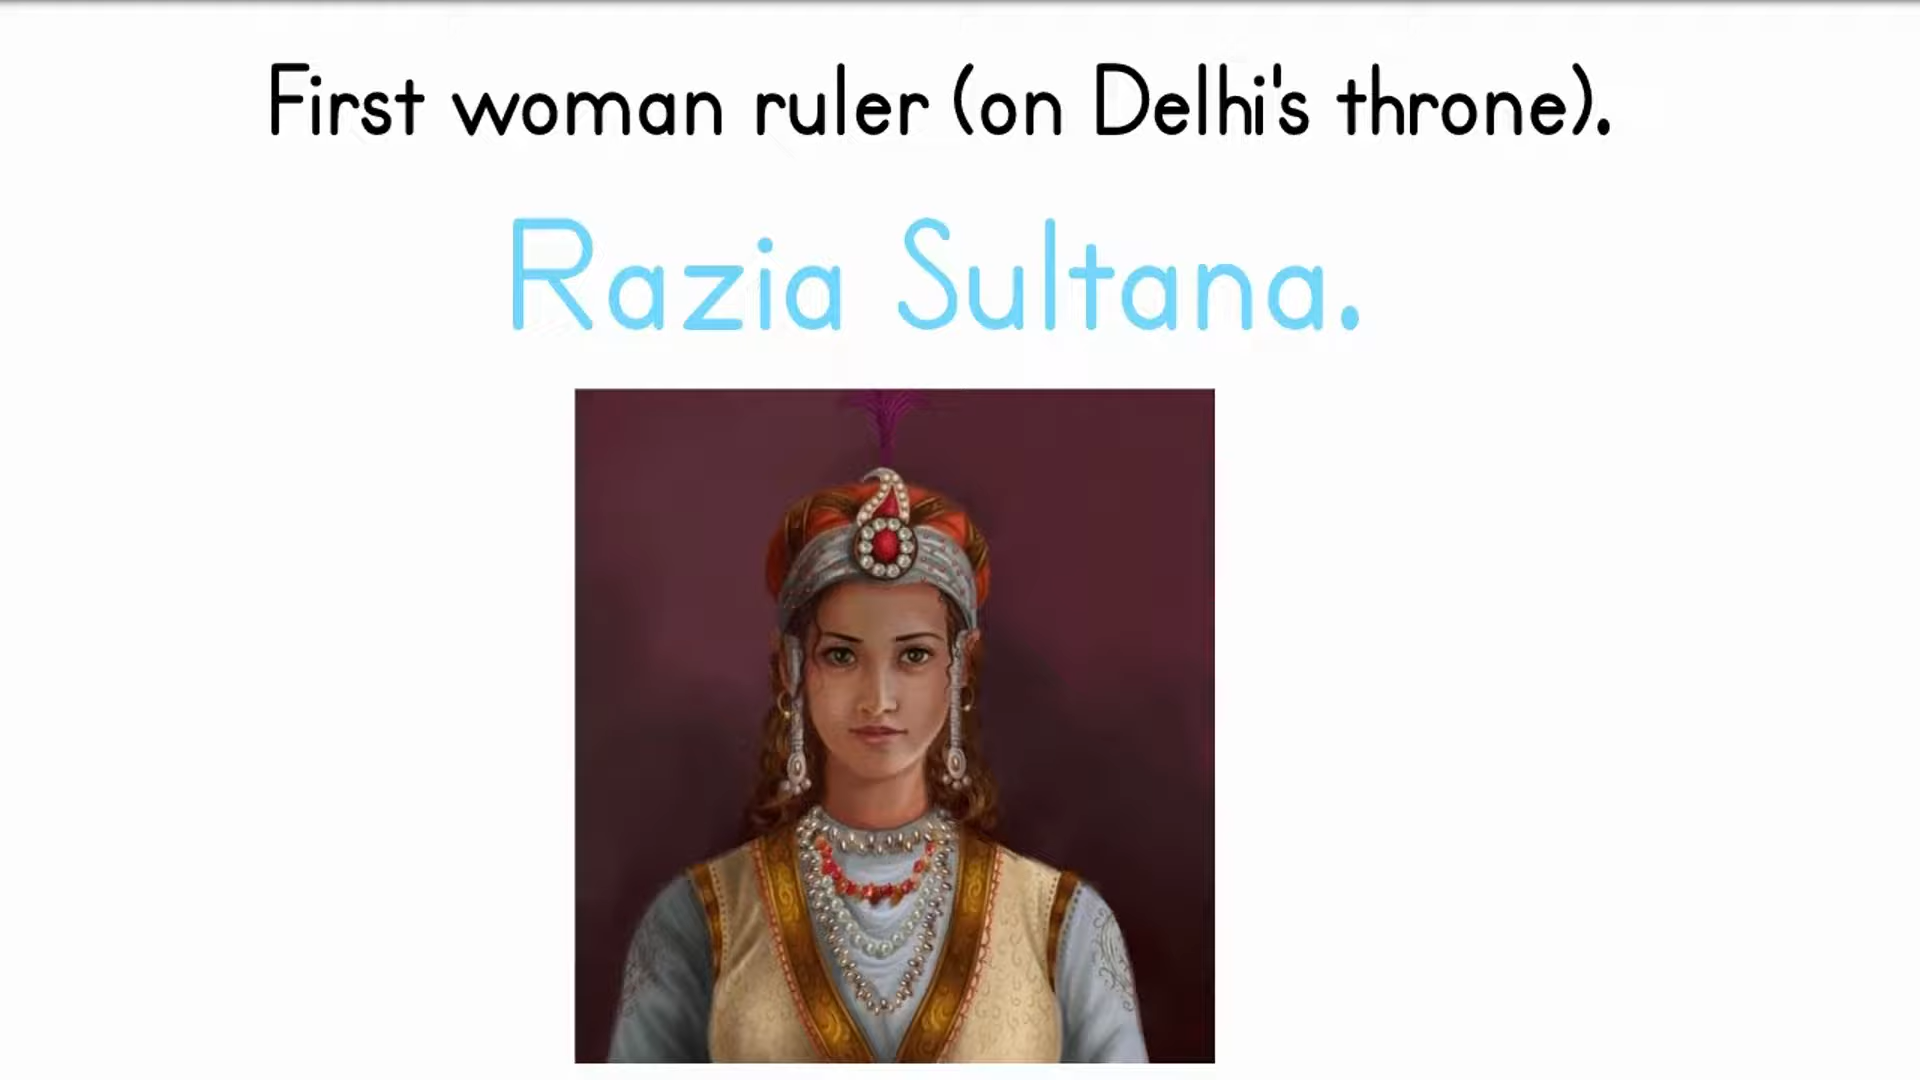 First woman ruler (on Delhi's throne).
Razia Sultana.